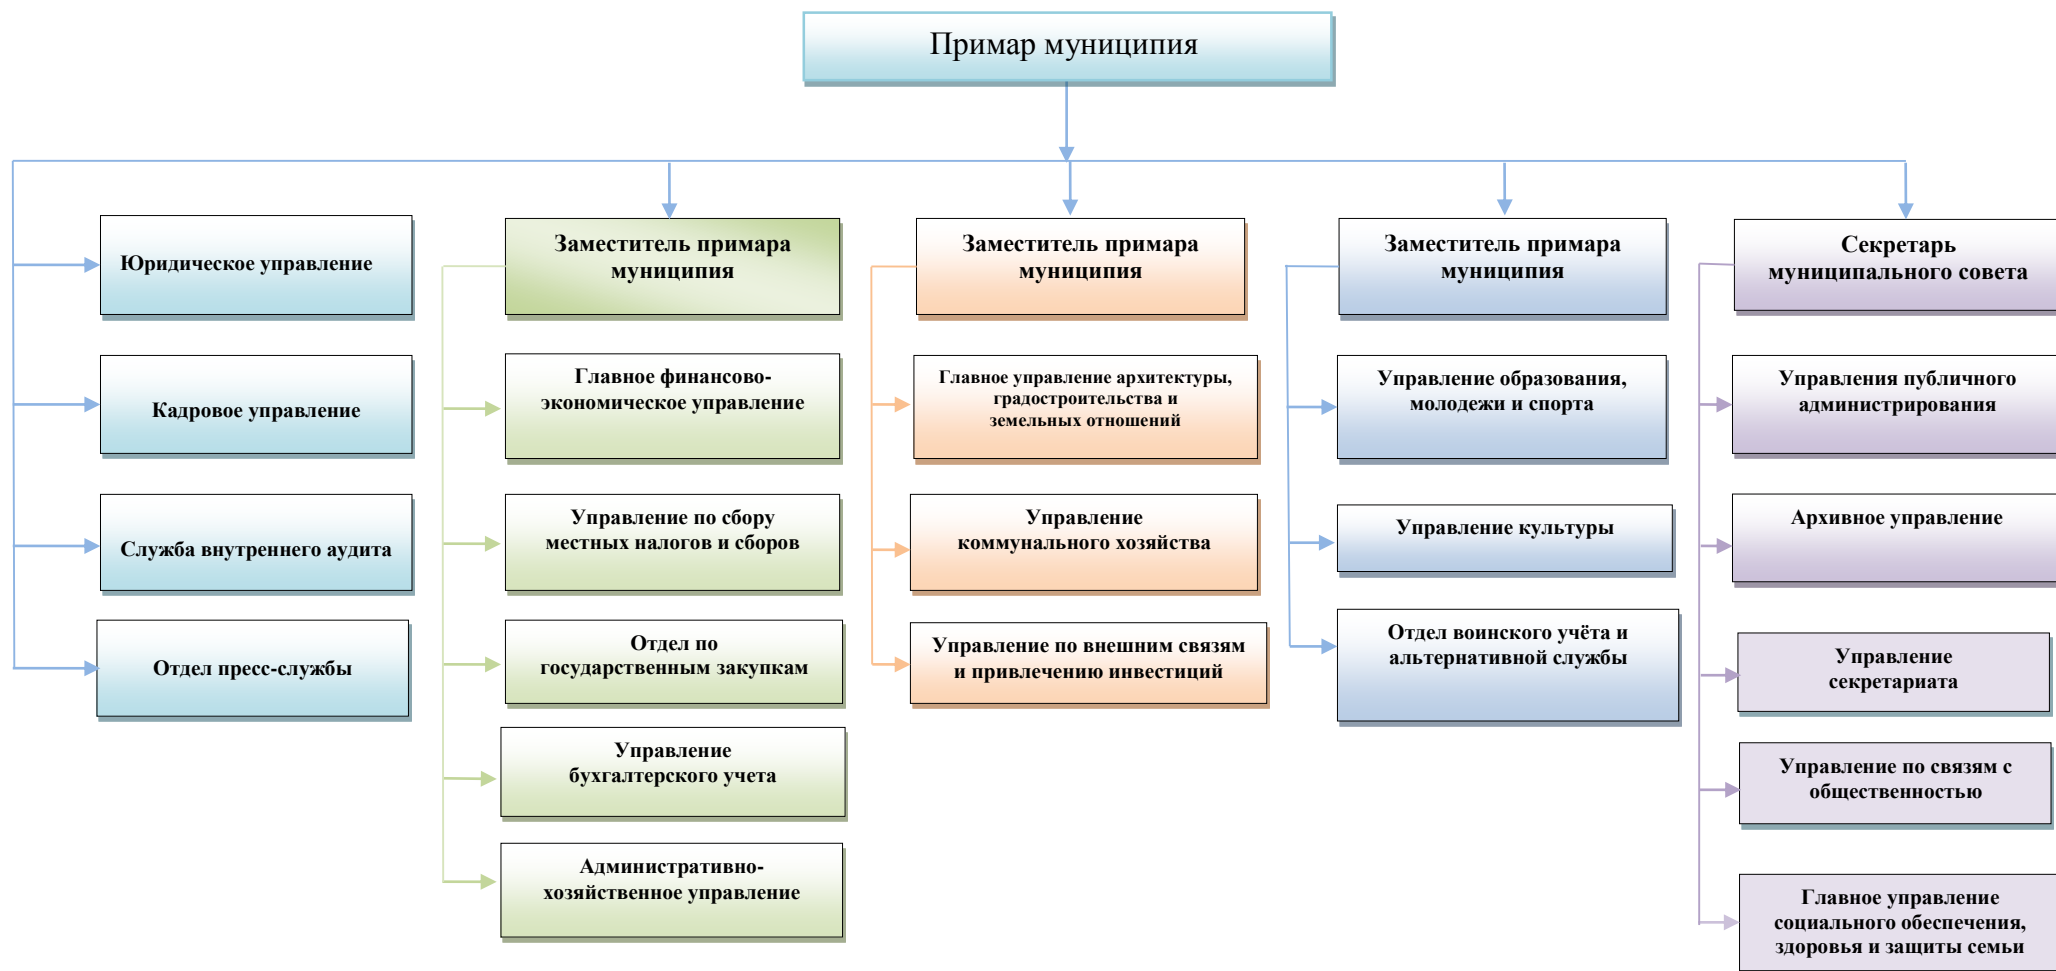 Примар муниципия
Юридическое управление
Кадровое управление
Служба внутреннего аудита
Отдел пресс-службы
Заместитель примара
муниципия
Главное финансово-
экономическое управление
Управление по сбору
местных налогов и сборов
Отдел по
государственным закупкам
Управление
бухгалтерского учета
Административно-
хозяйственное управление
Заместитель примара
муниципия
Главное управление архитектуры,
градостроительства и
земельных отношений
Управление
коммунального хозяйства
Управление по внешним связям
и привлечению инвестиций
Заместитель примара
муниципия
Управление образования,
молодежи и спорта
Управление культуры
Отдел воинского учёта и
альтернативной службы
Секретарь
муниципального совета
Управления публичного
администрирования
Архивное управление
Управление
секретариата
Управление по связям с
общественностью
Главное управление
социального обеспечения,
здоровья и защиты семьи